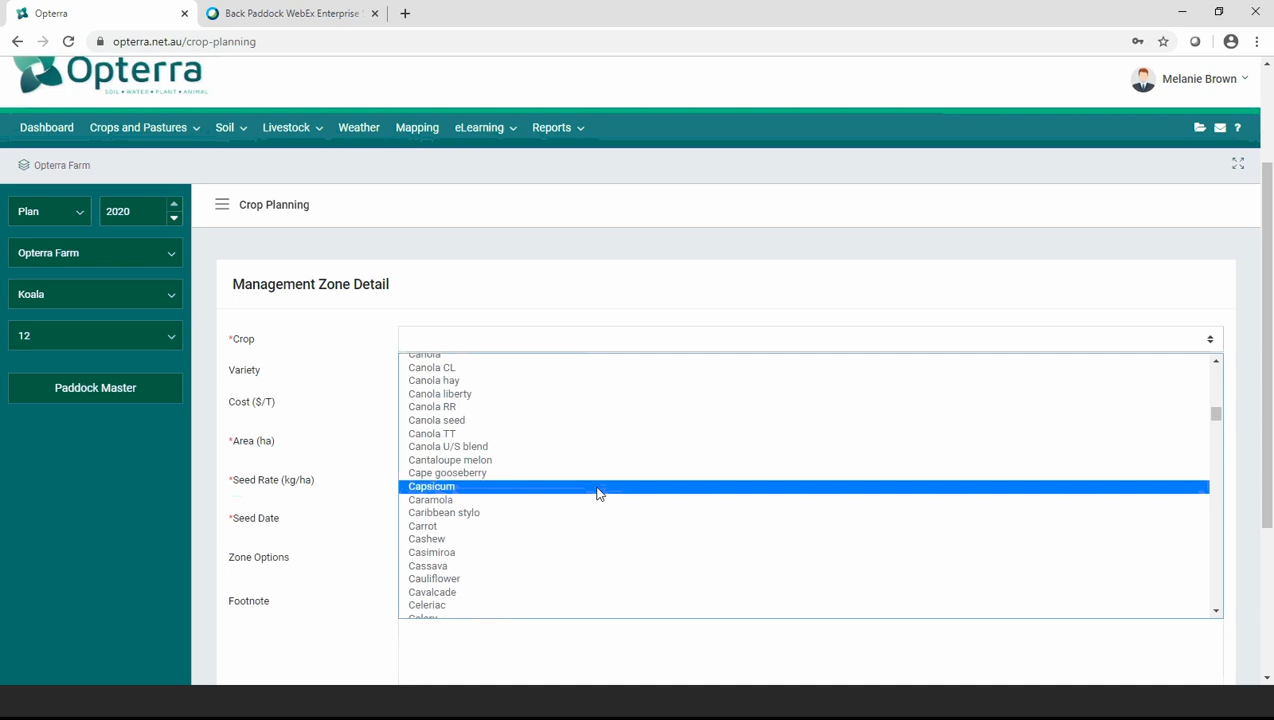 Opterra
Back Paddock WebEx Enterprise
opterra.net.au/crop-planning
Opterra
SOIL • WATER • PLANT • ANIMAL
Melanie Brown
Dashboard Crops and Pastures Soil Livestock Weather Mapping eLearning Reports ?
Opterra Farm
Plan 2020
Crop Planning
Opterra Farm
Koala
12
Paddock Master
Management Zone Detail
*Crop
Variety
Cost ($/T)
*Area (ha)
*Seed Rate (kg/ha)
*Seed Date
Zone Options
Footnote
Canola
Canola CL
Canola hay
Canola liberty
Canola RR
Canola seed
Canola TT
Canola U/S blend
Cantaloupe melon
Cape gooseberry
Capsicum
Caramola
Caribbean stylo
Carrot
Cashew
Casimiroa
Cassava
Cauliflower
Cavalcade
Celeriac
Celery